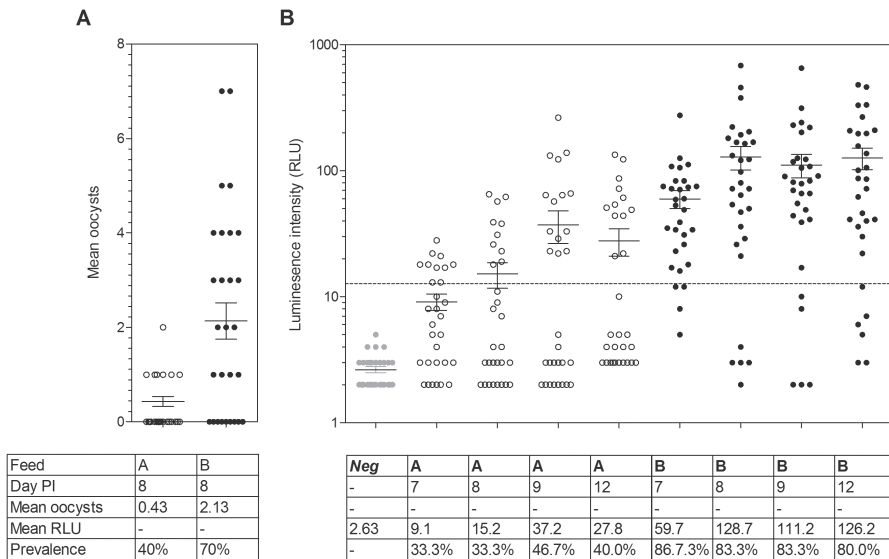 A
B
8
6
4
2
0
Mean oocysts
1000
100
10
1
Luminesence intensity (RLU)
Feed A B
Day PI 8 8
Mean oocysts 0.43 2.13
Mean RLU - -
Prevalence 40% 70%
Neg A A A A B B B B
- 7 8 9 12 7 8 9 12
- - - - - - - - -
2.63 9.1 15.2 37.2 27.8 59.7 128.7 111.2 126.2
- 33.3% 33.3% 46.7% 40.0% 86.7.3% 83.3% 83.3% 80.0%